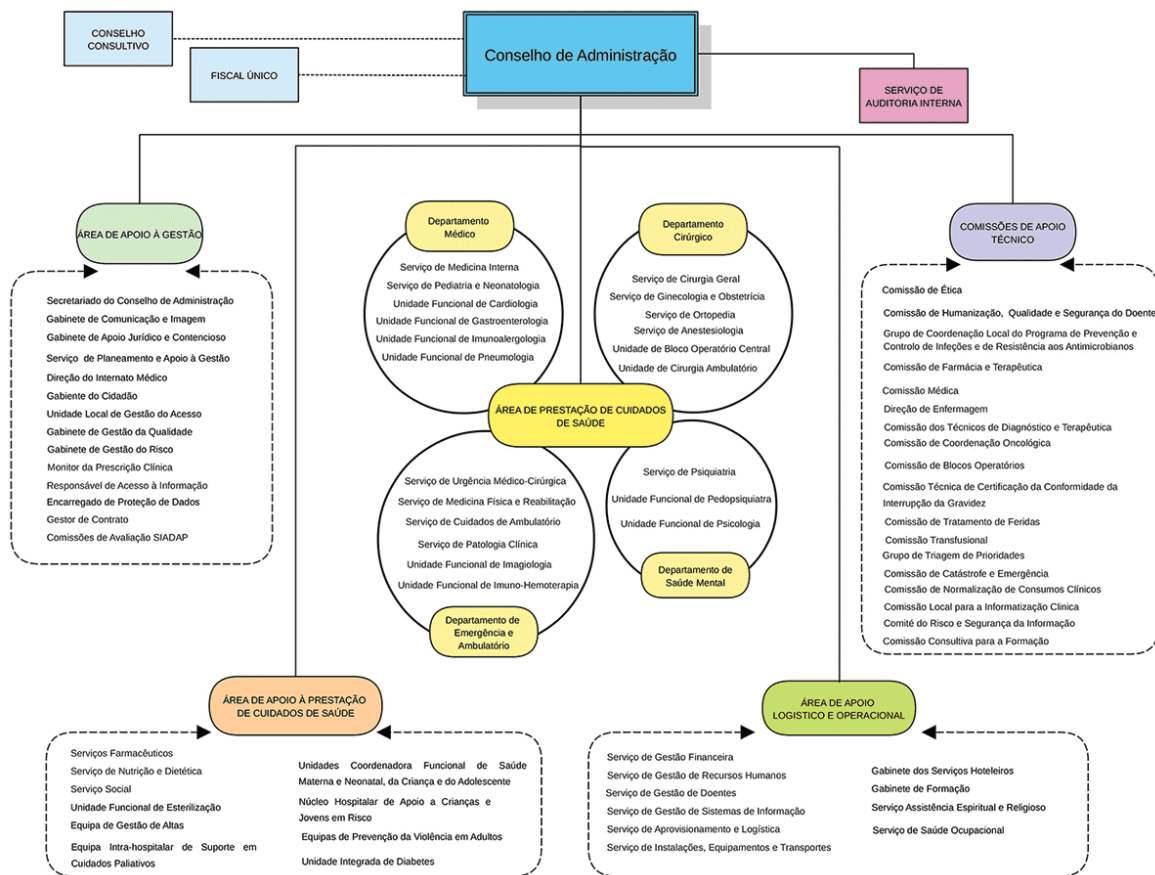 CONSELHO
CONSULTIVO
FISCAL ÚNICO
Conselho de Administração
SERVIÇO DE
AUDITORIA INTERNA
ÁREA DE APOIO À GESTÃO
Secretariado do Conselho de Administração
Gabinete de Comunicação e Imagem
Gabinete de Apoio Jurídico e Contencioso
Serviço de Planeamento e Apoio à Gestão
Direção do Internato Médico
Gabiente do Cidadão
Unidade Local de Gestão do Acesso
Gabinete de Gestão da Qualidade
Gabinete de Gestão do Risco
Monitor da Prescrição Clínica
Responsável de Acesso à Informação
Encarregado de Proteção de Dados
Gestor de Contrato
Comissões de Avaliação SIADAP
Departamento
Médico
Serviço de Medicina Interna
Serviço de Pediatria e Neonatologia
Unidade Funcional de Cardiologia
Unidade Funcional de Gastroenterologia
Unidade Funcional de Imunoalergologia
Unidade Funcional de Pneumologia
Departamento
Cirúrgico
Serviço de Cirurgia Geral
Serviço de Ginecologia e Obstetrícia
Serviço de Ortopedia
Serviço de Anestesiologia
Unidade de Bloco Operatório Central
Unidade de Cirurgia Ambulatório
ÁREA DE PRESTAÇÃO DE CUIDADOS
DE SAÚDE
Serviço de Urgência Médico-Cirúrgica
Serviço de Medicina Física e Reabilitação
Serviço de Cuidados de Ambulatório
Serviço de Patologia Clínica
Unidade Funcional de Imagiologia
Unidade Funcional de Imuno-Hemoterapia
Departamento de
Emergência e
Ambulatório
Serviço de Psiquiatria
Unidade Funcional de Pedopsiquiatra
Unidade Funcional de Psicologia
Departamento de
Saúde Mental
COMISSÕES DE APOIO
TÉCNICO
Comissão de Ética
Comissão de Humanização, Qualidade e Segurança do Doente
Grupo de Coordenação Local do Programa de Prevenção e
Controlo de Infeções e de Resistência aos Antimicrobianos
Comissão de Farmácia e Terapêutica
Comissão Médica
Direção de Enfermagem
Comissão dos Técnicos de Diagnóstico e Terapêutica
Comissão de Coordenação Oncológica
Comissão de Blocos Operatórios
Comissão Técnica de Certificação da Conformidade da
Interrupção da Gravidez
Comissão de Tratamento de Feridas
Comissão Transfusional
Grupo de Triagem de Prioridades
Comissão de Catástrofe e Emergência
Comissão de Normalização de Consumos Clínicos
Comissão Local para a Informatização Clinica
Comité do Risco e Segurança da Informação
Comissão Consultiva para a Formação
ÁREA DE APOIO À PRESTAÇÃO
DE CUIDADOS DE SAÚDE
Serviços Farmacêuticos
Serviço de Nutrição e Dietética
Serviço Social
Unidade Funcional de Esterilização
Equipa de Gestão de Altas
Equipa Intra-hospitalar de Suporte em
Cuidados Paliativos
Unidades Coordenadora Funcional de Saúde
Materna e Neonatal, da Criança e do Adolescente
Núcleo Hospitalar de Apoio a Crianças e
Jovens em Risco
Equipas de Prevenção da Violência em Adultos
Unidade Integrada de Diabetes
ÁREA DE APOIO
LOGISTICO E OPERACIONAL
Serviço de Gestão Financeira
Serviço de Gestão de Recursos Humanos
Serviço de Gestão de Doentes
Serviço de Gestão de Sistemas de Informação
Serviço de Aprovisionamento e Logística
Serviço de Instalações, Equipamentos e Transportes
Gabinete dos Serviços Hoteleiros
Gabinete de Formação
Serviço Assistência Espiritual e Religioso
Serviço de Saúde Ocupacional